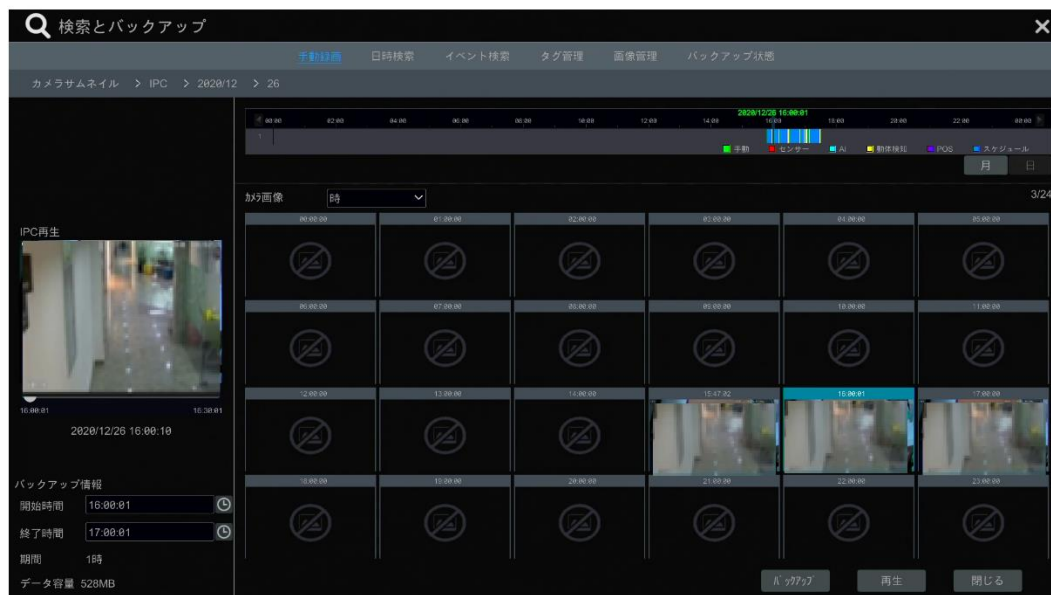 検索とバックアップ
手動録画 日時検索 イベント検索 タグ管理 画像管理 バックアップ状態
カメラサムネイル > IPC > 2020/12 > 26
2020/12/26 16:00:01
00:00 02:00 04:00 06:00 08:00 10:00 12:00 14:00 16:00 18:00 20:00 22:00 00:00
1
手動 センサー AI 動体検知 POS スケジュール
月 日
ｶﾒﾗ画像 時 3/24
00:00:00 01:00:00 02:00:00 03:00:00 04:00:00 05:00:00
IPC再生
06:00:00 07:00:00 08:00:00 09:00:00 10:00:00 11:00:00
12:00:00 13:00:00 14:00:00 15:47:02 16:00:01 17:00:00
16:00:01 16:30:01
2020/12/26 16:00:10
18:00:00 19:00:00 20:00:00 21:00:00 22:00:00 23:00:00
バックアップ情報
開始時間 16:00:01
終了時間 17:00:01
期間 1時
データ容量 528MB
ﾊﾞｯｸｱｯﾌﾟ 再生 閉じる